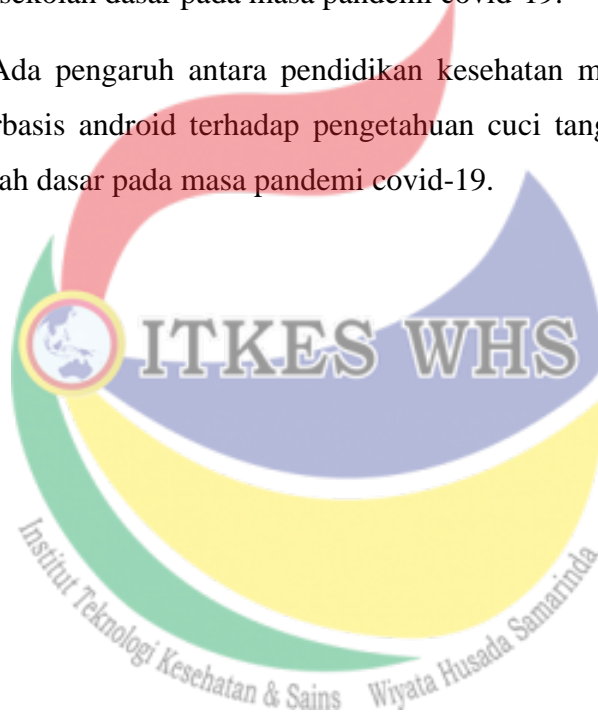 sekolah dasar pada masa pandemi covid-19.
Ada pengaruh antara pendidikan kesehatan m
rbasis android terhadap pengetahuan cuci tang
ah dasar pada masa pandemi covid-19.
ITKES WHS
Institut Teknologi Kesehatan & Sains Wiyata Husada Samarinda